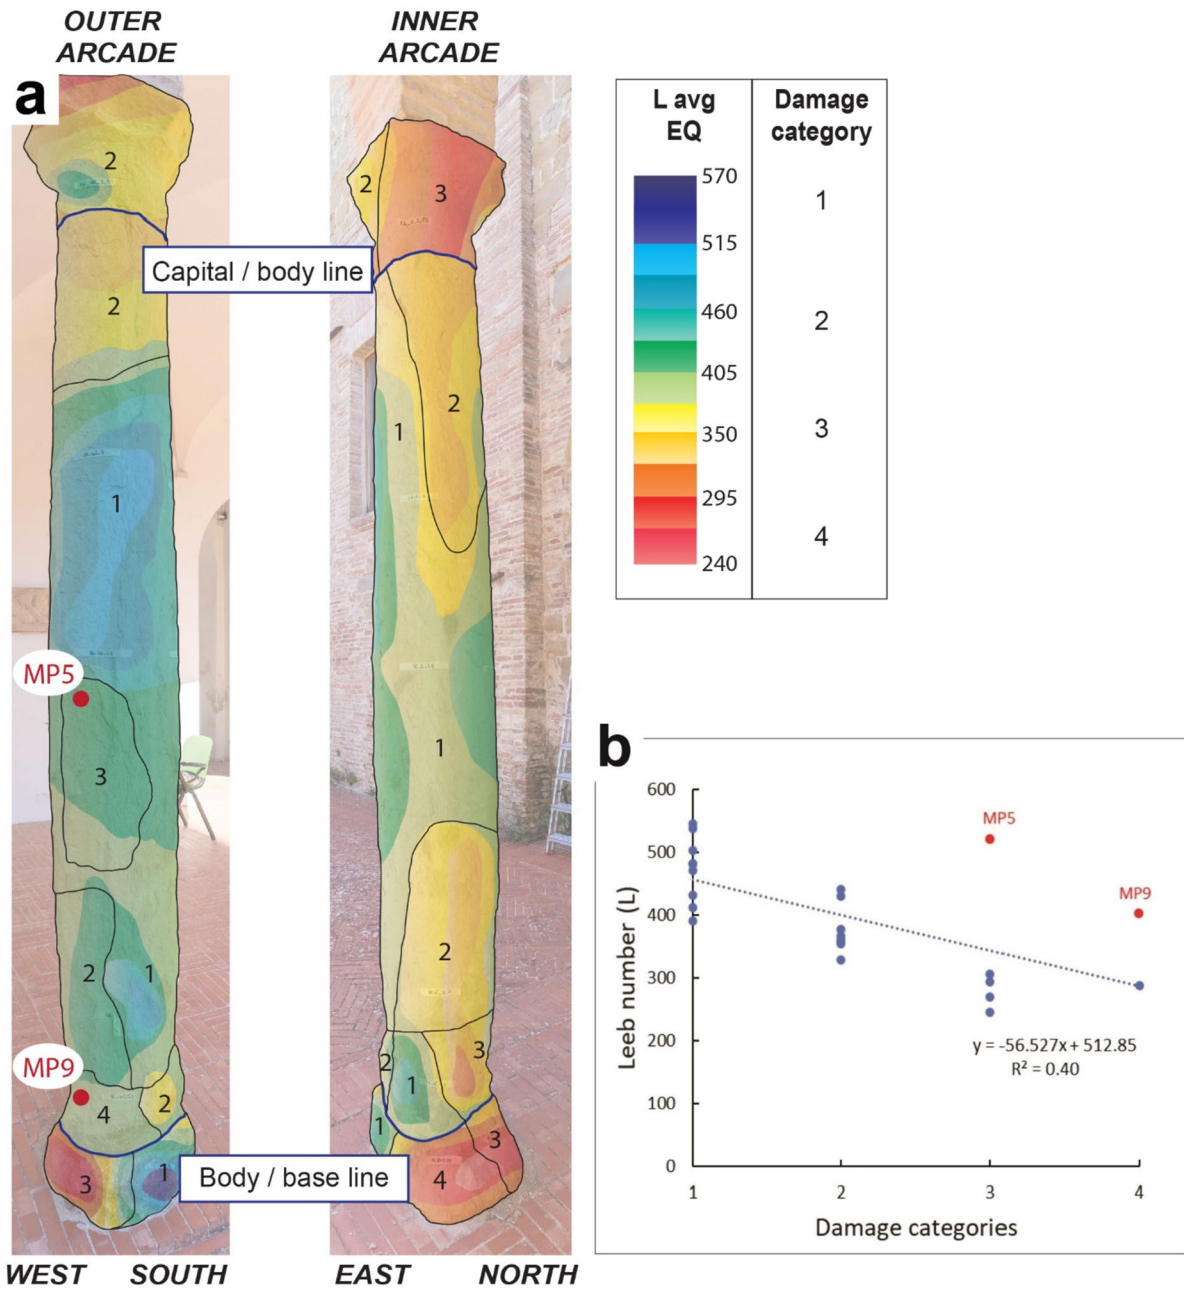 OUTER
ARCADE
INNER
ARCADE
a
L avg
EQ
Damage
category
570
515
460
405
350
295
240
1
2
3
4
2
2
1
MP5
3
2
1
MP9
4
2
3
1
Capital / body line
2
3
2
1
1
2
2
1
3
1
3
4
Body / base line
WEST SOUTH
EAST NORTH
b
600
500
400
300
200
100
0
Leeb number (L)
MP5
MP9
y = -56.527x + 512.85
R² = 0.40
1 2 3 4
Damage categories